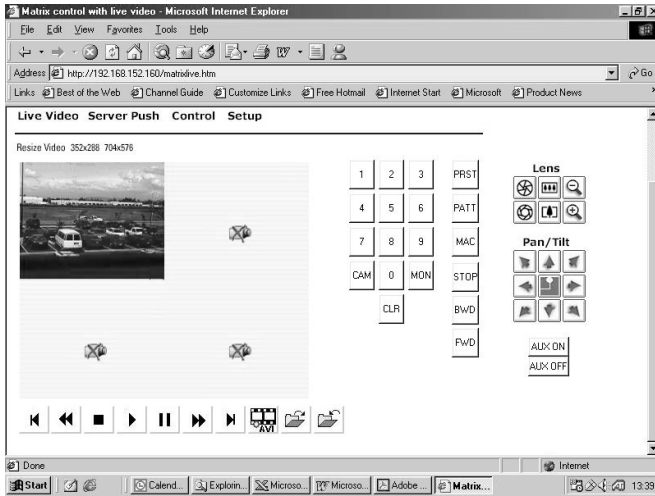 Matrix control with live video - Microsoft Internet Explorer
File Edit View Favorites Tools Help
Address http://192.168.152.160/matrixlive.htm Go
Links Best of the Web Channel Guide Customize Links Free Hotmail Internet Start Microsoft Product News
Live Video Server Push Control Setup
Resize Video 352x288 704x576
1 2 3 PRST
4 5 6 PATT
7 8 9 MAC
CAM 0 MON STOP
CLR BWD
FWD
Lens
Pan/Tilt
AUX ON
AUX OFF
AVI
Done Internet
Start Calend... Explorin... Microso... Microso... Adobe ... Matrix... 13:39